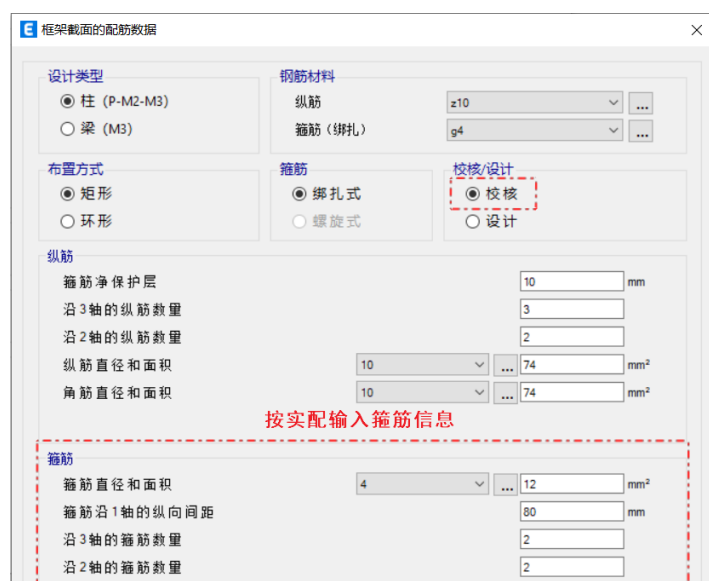 E 框架截面的配筋数据
设计类型
柱 (P-M2-M3)
梁 (M3)
钢筋材料
纵筋 z10 ...
箍筋 (绑扎) g4 ...
布置方式
矩形
环形
箍筋
绑扎式
螺旋式
校核/设计
校核
设计
纵筋
箍筋净保护层 10 mm
沿3轴的纵筋数量 3
沿2轴的纵筋数量 2
纵筋直径和面积 10 ... 74 mm²
角筋直径和面积 10 ... 74 mm²
按实配输入箍筋信息
箍筋
箍筋直径和面积 4 ... 12 mm²
箍筋沿1轴的纵向间距 80 mm
沿3轴的箍筋数量 2
沿2轴的箍筋数量 2